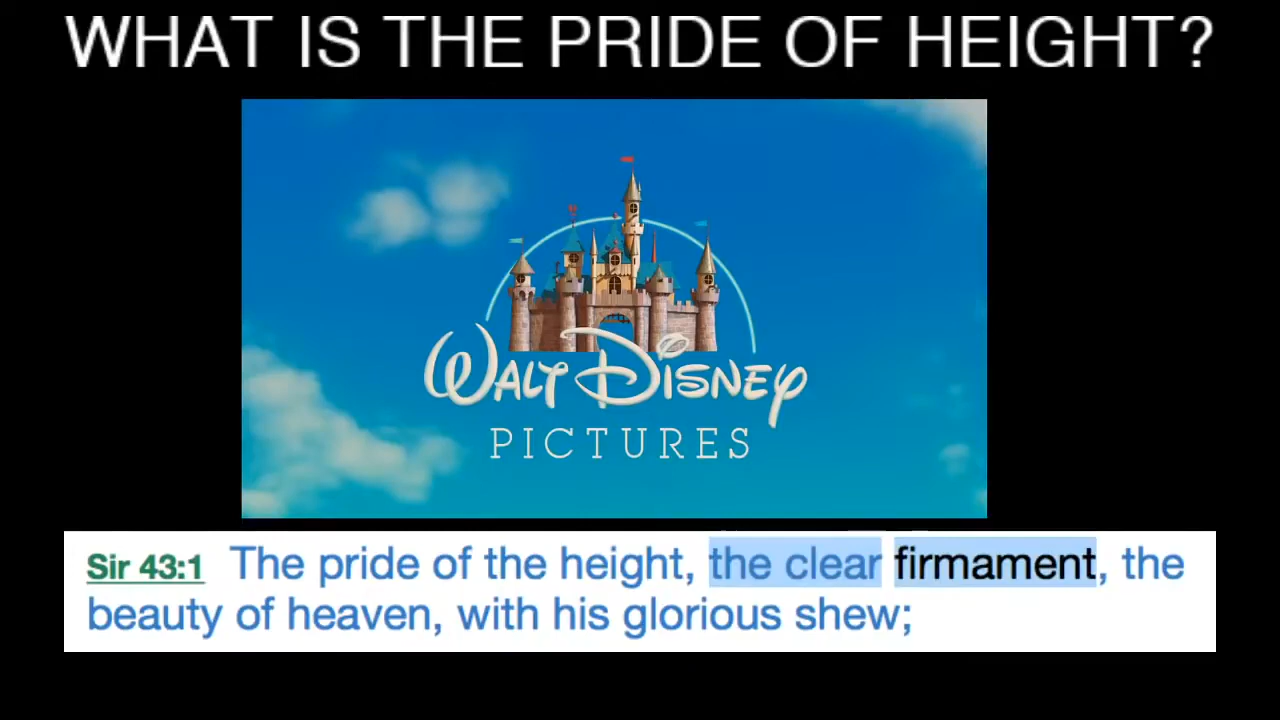 WHAT IS THE PRIDE OF HEIGHT?
WALT DISNEY
PICTURES
Sir 43:1 The pride of the height, the clear firmament, the
beauty of heaven, with his glorious shew;